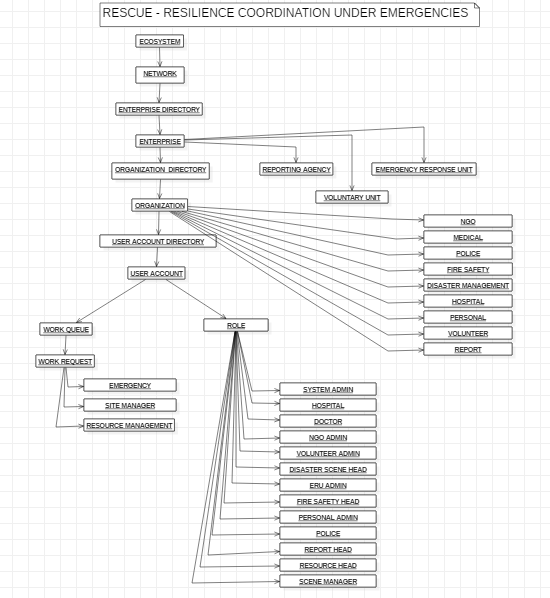 RESCUE - RESILIENCE COORDINATION UNDER EMERGENCIES
ECOSYSTEM
NETWORK
ENTERPRISE DIRECTORY
ENTERPRISE
ORGANIZATION DIRECTORY
REPORTING AGENCY
EMERGENCY RESPONSE UNIT
VOLUNTARY UNIT
ORGANIZATION
NGO
MEDICAL
USER ACCOUNT DIRECTORY
POLICE
FIRE SAFETY
USER ACCOUNT
DISASTER MANAGEMENT
HOSPITAL
PERSONAL
VOLUNTEER
REPORT
WORK QUEUE
ROLE
WORK REQUEST
EMERGENCY
SITE MANAGER
RESOURCE MANAGEMENT
SYSTEM ADMIN
HOSPITAL
DOCTOR
NGO ADMIN
VOLUNTEER ADMIN
DISASTER SCENE HEAD
ERU ADMIN
FIRE SAFETY HEAD
PERSONAL ADMIN
POLICE
REPORT HEAD
RESOURCE HEAD
SCENE MANAGER